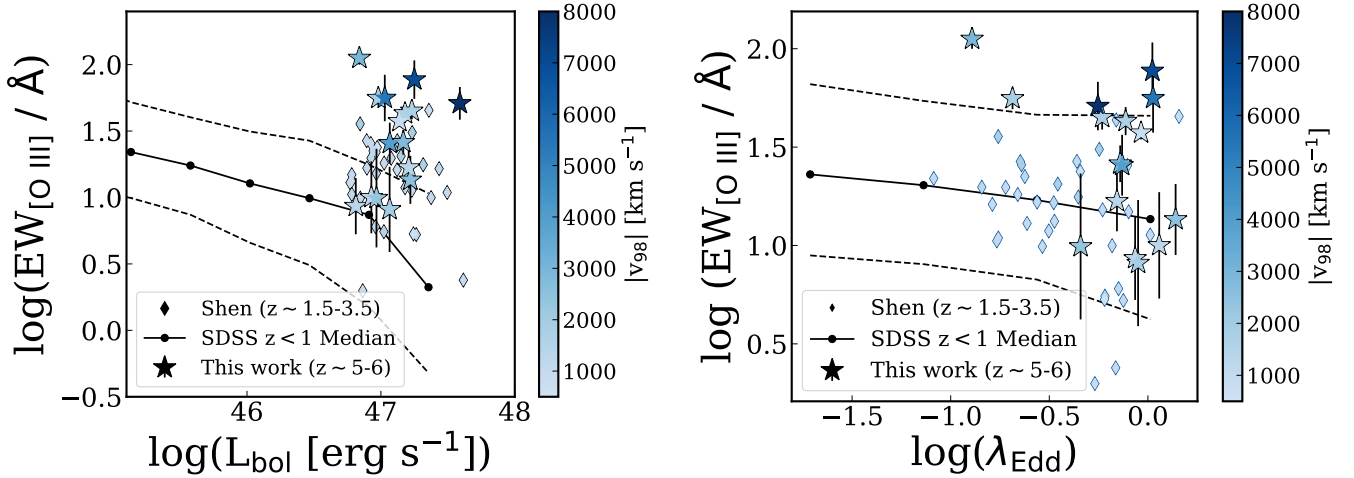 log(EW[O III] / Å)
2.0
1.5
1.0
0.5
0.0
−0.5
46
47
48
log(L_bol [erg s⁻¹])
Shen (z ∼ 1.5-3.5)
SDSS z < 1 Median
This work (z ∼ 5-6)
8000
7000
6000
5000
4000
3000
2000
1000
|v₉₈| [km s⁻¹]
log (EW[O III] / Å)
2.0
1.5
1.0
0.5
−1.5
−1.0
−0.5
0.0
log(λ_Edd)
Shen (z ∼ 1.5-3.5)
SDSS z < 1 Median
This work (z ∼ 5-6)
8000
7000
6000
5000
4000
3000
2000
1000
|v₉₈| [km s⁻¹]